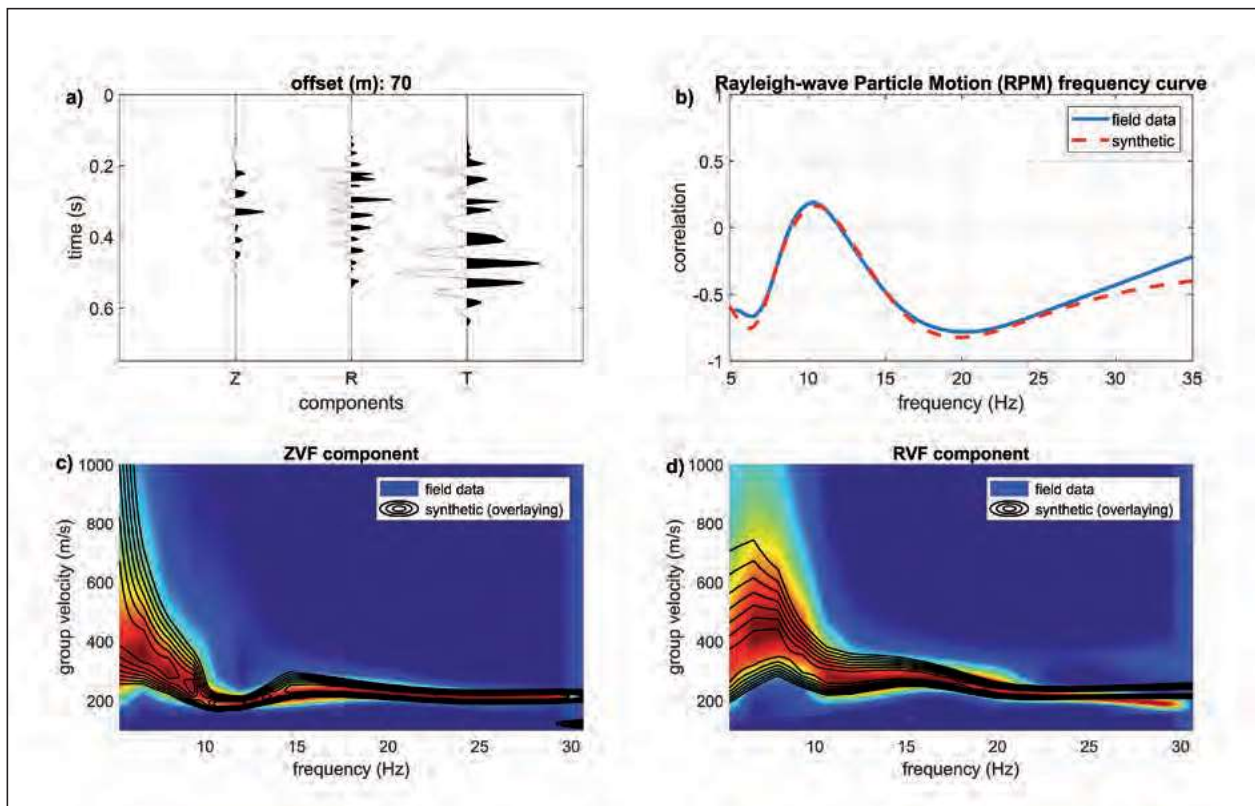 a)
offset (m): 70
0
0.2
0.4
0.6
time (s)
Z R T
components
b)
Rayleigh-wave Particle Motion (RPM) frequency curve
field data
synthetic
1
0.5
0
-0.5
-1
correlation
5 10 15 20 25 30 35
frequency (Hz)
c)
ZVF component
field data
synthetic (overlaying)
1000
800
600
400
200
group velocity (m/s)
10 15 20 25 30
frequency (Hz)
d)
RVF component
field data
synthetic (overlaying)
1000
800
600
400
200
group velocity (m/s)
10 15 20 25 30
frequency (Hz)